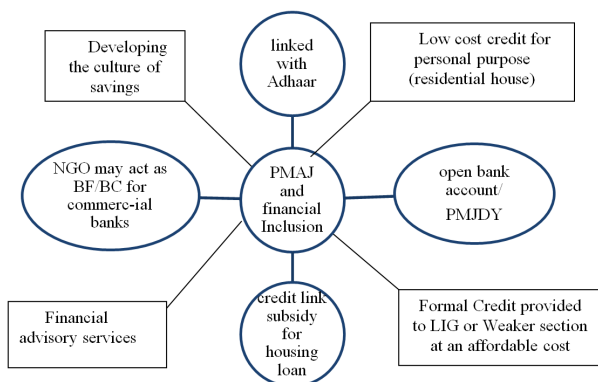 Developing
the culture of
savings
linked
with
Adhaar
Low cost credit for
personal purpose
(residential house)
NGO may act as
BF/BC for
commerc-ial
banks
PMAJ
and
financial
Inclusion
open bank
account/
PMJDY
Financial
advisory services
credit link
subsidy
for
housing
loan
Formal Credit provided
to LIG or Weaker section
at an affordable cost